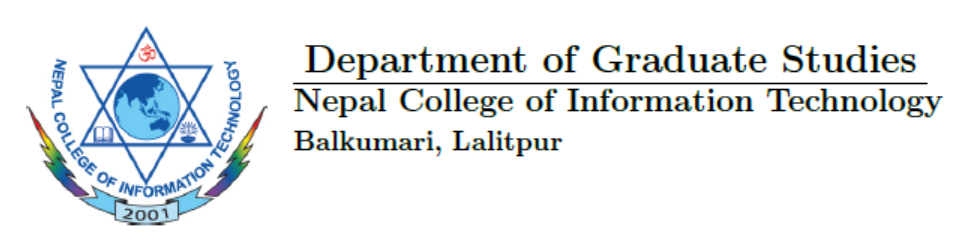 ॐ
NEPAL COLLEGE OF INFORMATION TECHNOLOGY
2001
Department of Graduate Studies
Nepal College of Information Technology
Balkumari, Lalitpur